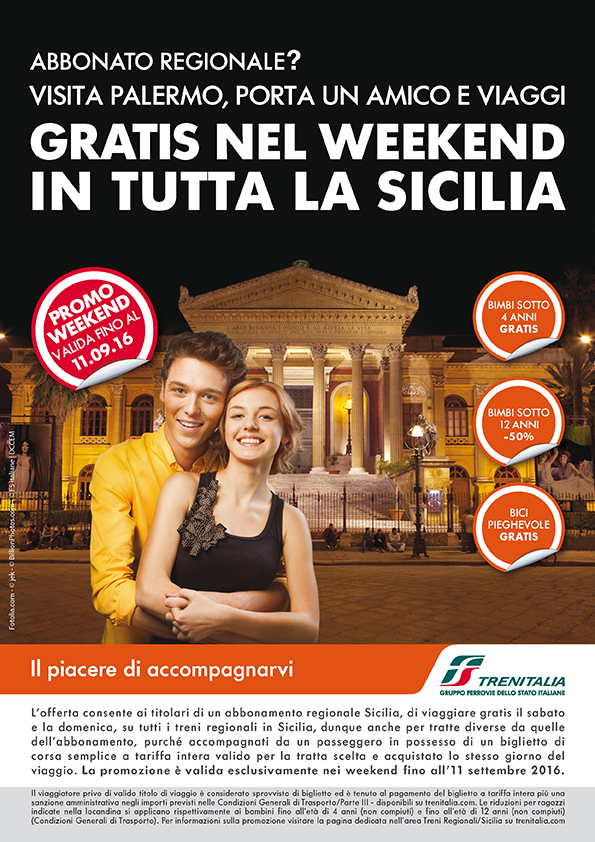 ABBONATO REGIONALE?
VISITA PALERMO, PORTA UN AMICO E VIAGGI
GRATIS NEL WEEKEND
IN TUTTA LA SICILIA
PROMO
WEEKEND
VALIDA FINO AL
11.09.16
BIMBI SOTTO
4 ANNI
GRATIS
BIMBI SOTTO
12 ANNI
-50%
BICI
PIEGHEVOLE
GRATIS
Il piacere di accompagnarvi
TRENITALIA
GRUPPO FERROVIE DELLO STATO ITALIANE
L'offerta consente ai titolari di un abbonamento regionale Sicilia, di viaggiare gratis il sabato
e la domenica, su tutti i treni regionali in Sicilia, dunque anche per tratte diverse da quelle
dell'abbonamento, purché accompagnati da un passeggero in possesso di un biglietto di
corsa semplice a tariffa intera valido per la tratta scelta e acquistato lo stesso giorno del
viaggio. La promozione è valida esclusivamente nei weekend fino all'11 settembre 2016.
Il viaggiatore privo di valido titolo di viaggio è considerato sprovvisto di biglietto ed è tenuto al pagamento del biglietto a tariffa intera più una
sanzione amministrativa negli importi previsti nelle Condizioni Generali di Trasporto/Parte III - disponibili su trenitalia.com. Le riduzioni per ragazzi
indicate nella locandina si applicano rispettivamente ai bambini fino all'età di 4 anni (non compiuti) e fino all'età di 12 anni (non compiuti)
(Condizioni Generali di Trasporto). Per informazioni sulla promozione visitare la pagina dedicata nell'area Treni Regionali/Sicilia su trenitalia.com